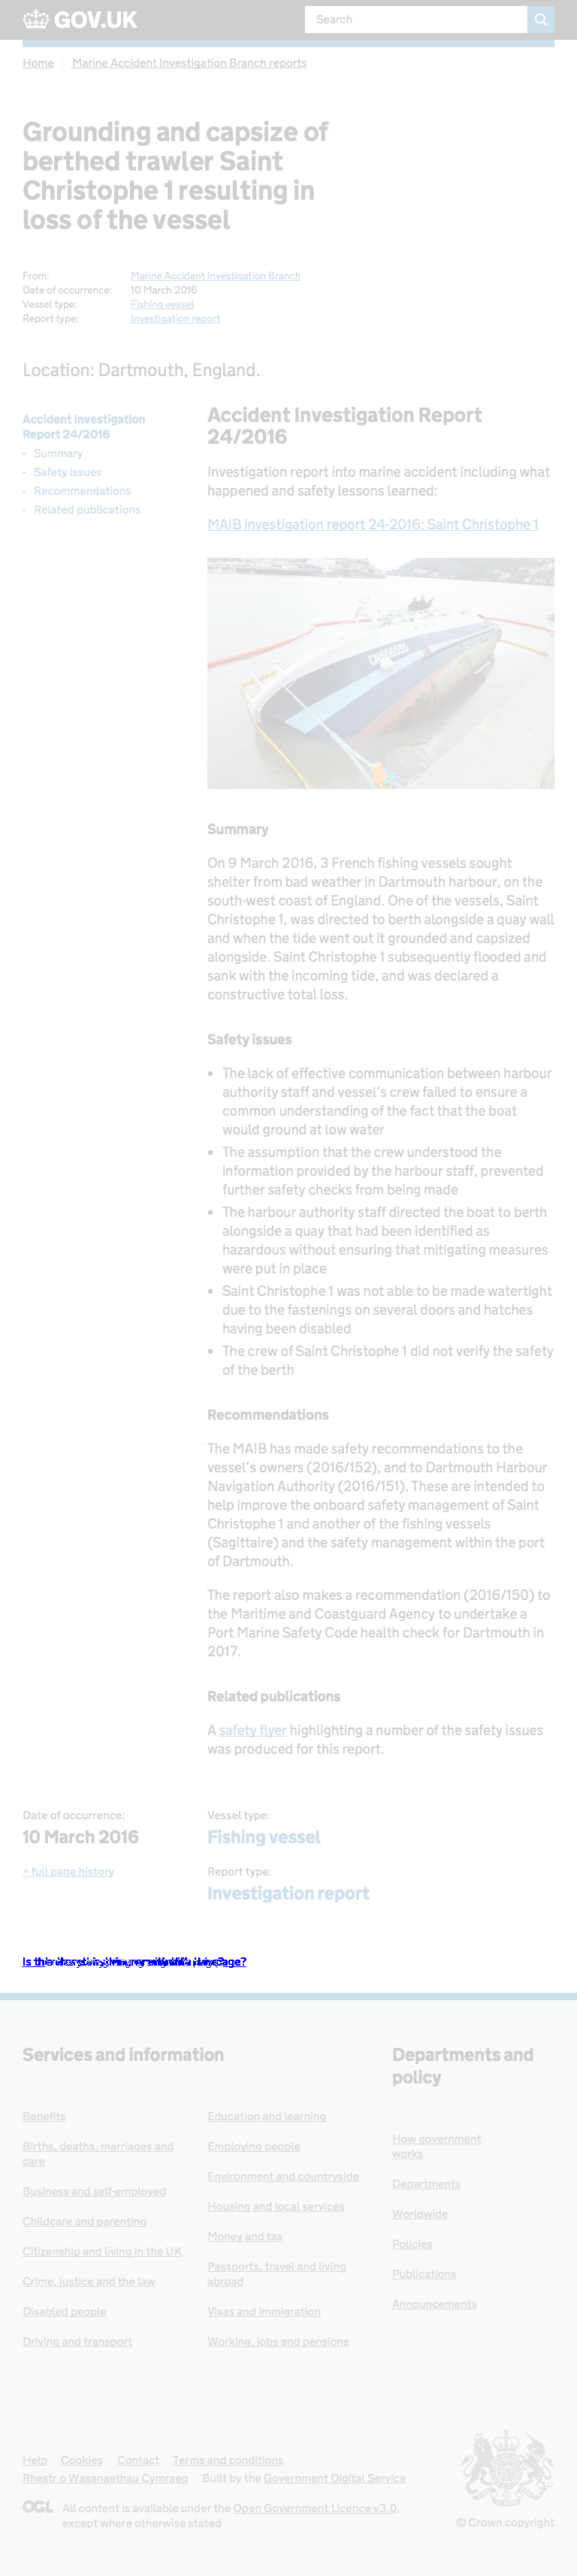 GOV.UK
Search
Home
Marine Accident Investigation Branch reports
Grounding and capsize of
berthed trawler Saint
Christophe 1 resulting in
loss of the vessel
From:
Marine Accident Investigation Branch
Date of occurrence:
10 March 2016
Vessel type:
Fishing vessel
Report type:
Investigation report
Location: Dartmouth, England.
Accident Investigation
Report 24/2016
- Summary
- Safety issues
- Recommendations
- Related publications
Accident Investigation Report
24/2016
Investigation report into marine accident including what
happened and safety lessons learned:
MAIB investigation report 24-2016: Saint Christophe 1
Summary
On 9 March 2016, 3 French fishing vessels sought
shelter from bad weather in Dartmouth harbour, on the
south-west coast of England. One of the vessels, Saint
Christophe 1, was directed to berth alongside a quay wall
and when the tide went out it grounded and capsized
alongside. Saint Christophe 1 subsequently flooded and
sank with the incoming tide, and was declared a
constructive total loss.
Safety issues
• The lack of effective communication between harbour
authority staff and vessel's crew failed to ensure a
common understanding of the fact that the boat
would ground at low water
• The assumption that the crew understood the
information provided by the harbour staff, prevented
further safety checks from being made
• The harbour authority staff directed the boat to berth
alongside a quay that had been identified as
hazardous without ensuring that mitigating measures
were put in place
• Saint Christophe 1 was not able to be made watertight
due to the fastenings on several doors and hatches
having been disabled
• The crew of Saint Christophe 1 did not verify the safety
of the berth
Recommendations
The MAIB has made safety recommendations to the
vessel's owners (2016/152), and to Dartmouth Harbour
Navigation Authority (2016/151). These are intended to
help improve the onboard safety management of Saint
Christophe 1 and another of the fishing vessels
(Sagittaire) and the safety management within the port
of Dartmouth.
The report also makes a recommendation (2016/150) to
the Maritime and Coastguard Agency to undertake a
Port Marine Safety Code health check for Dartmouth in
2017.
Related publications
A safety flyer highlighting a number of the safety issues
was produced for this report.
Date of occurrence:
10 March 2016
+ full page history
Vessel type:
Fishing vessel
Report type:
Investigation report
Services and information
Benefits
Births, deaths, marriages and
care
Business and self-employed
Childcare and parenting
Citizenship and living in the UK
Crime, justice and the law
Disabled people
Driving and transport
Education and learning
Employing people
Environment and countryside
Housing and local services
Money and tax
Passports, travel and living
abroad
Visas and immigration
Working, jobs and pensions
Departments and
policy
How government
works
Departments
Worldwide
Policies
Publications
Announcements
Help Cookies Contact Terms and conditions
Rhestr o Wasanaethau Cymraeg Built by the Government Digital Service
OGL All content is available under the Open Government Licence v3.0,
except where otherwise stated
© Crown copyright